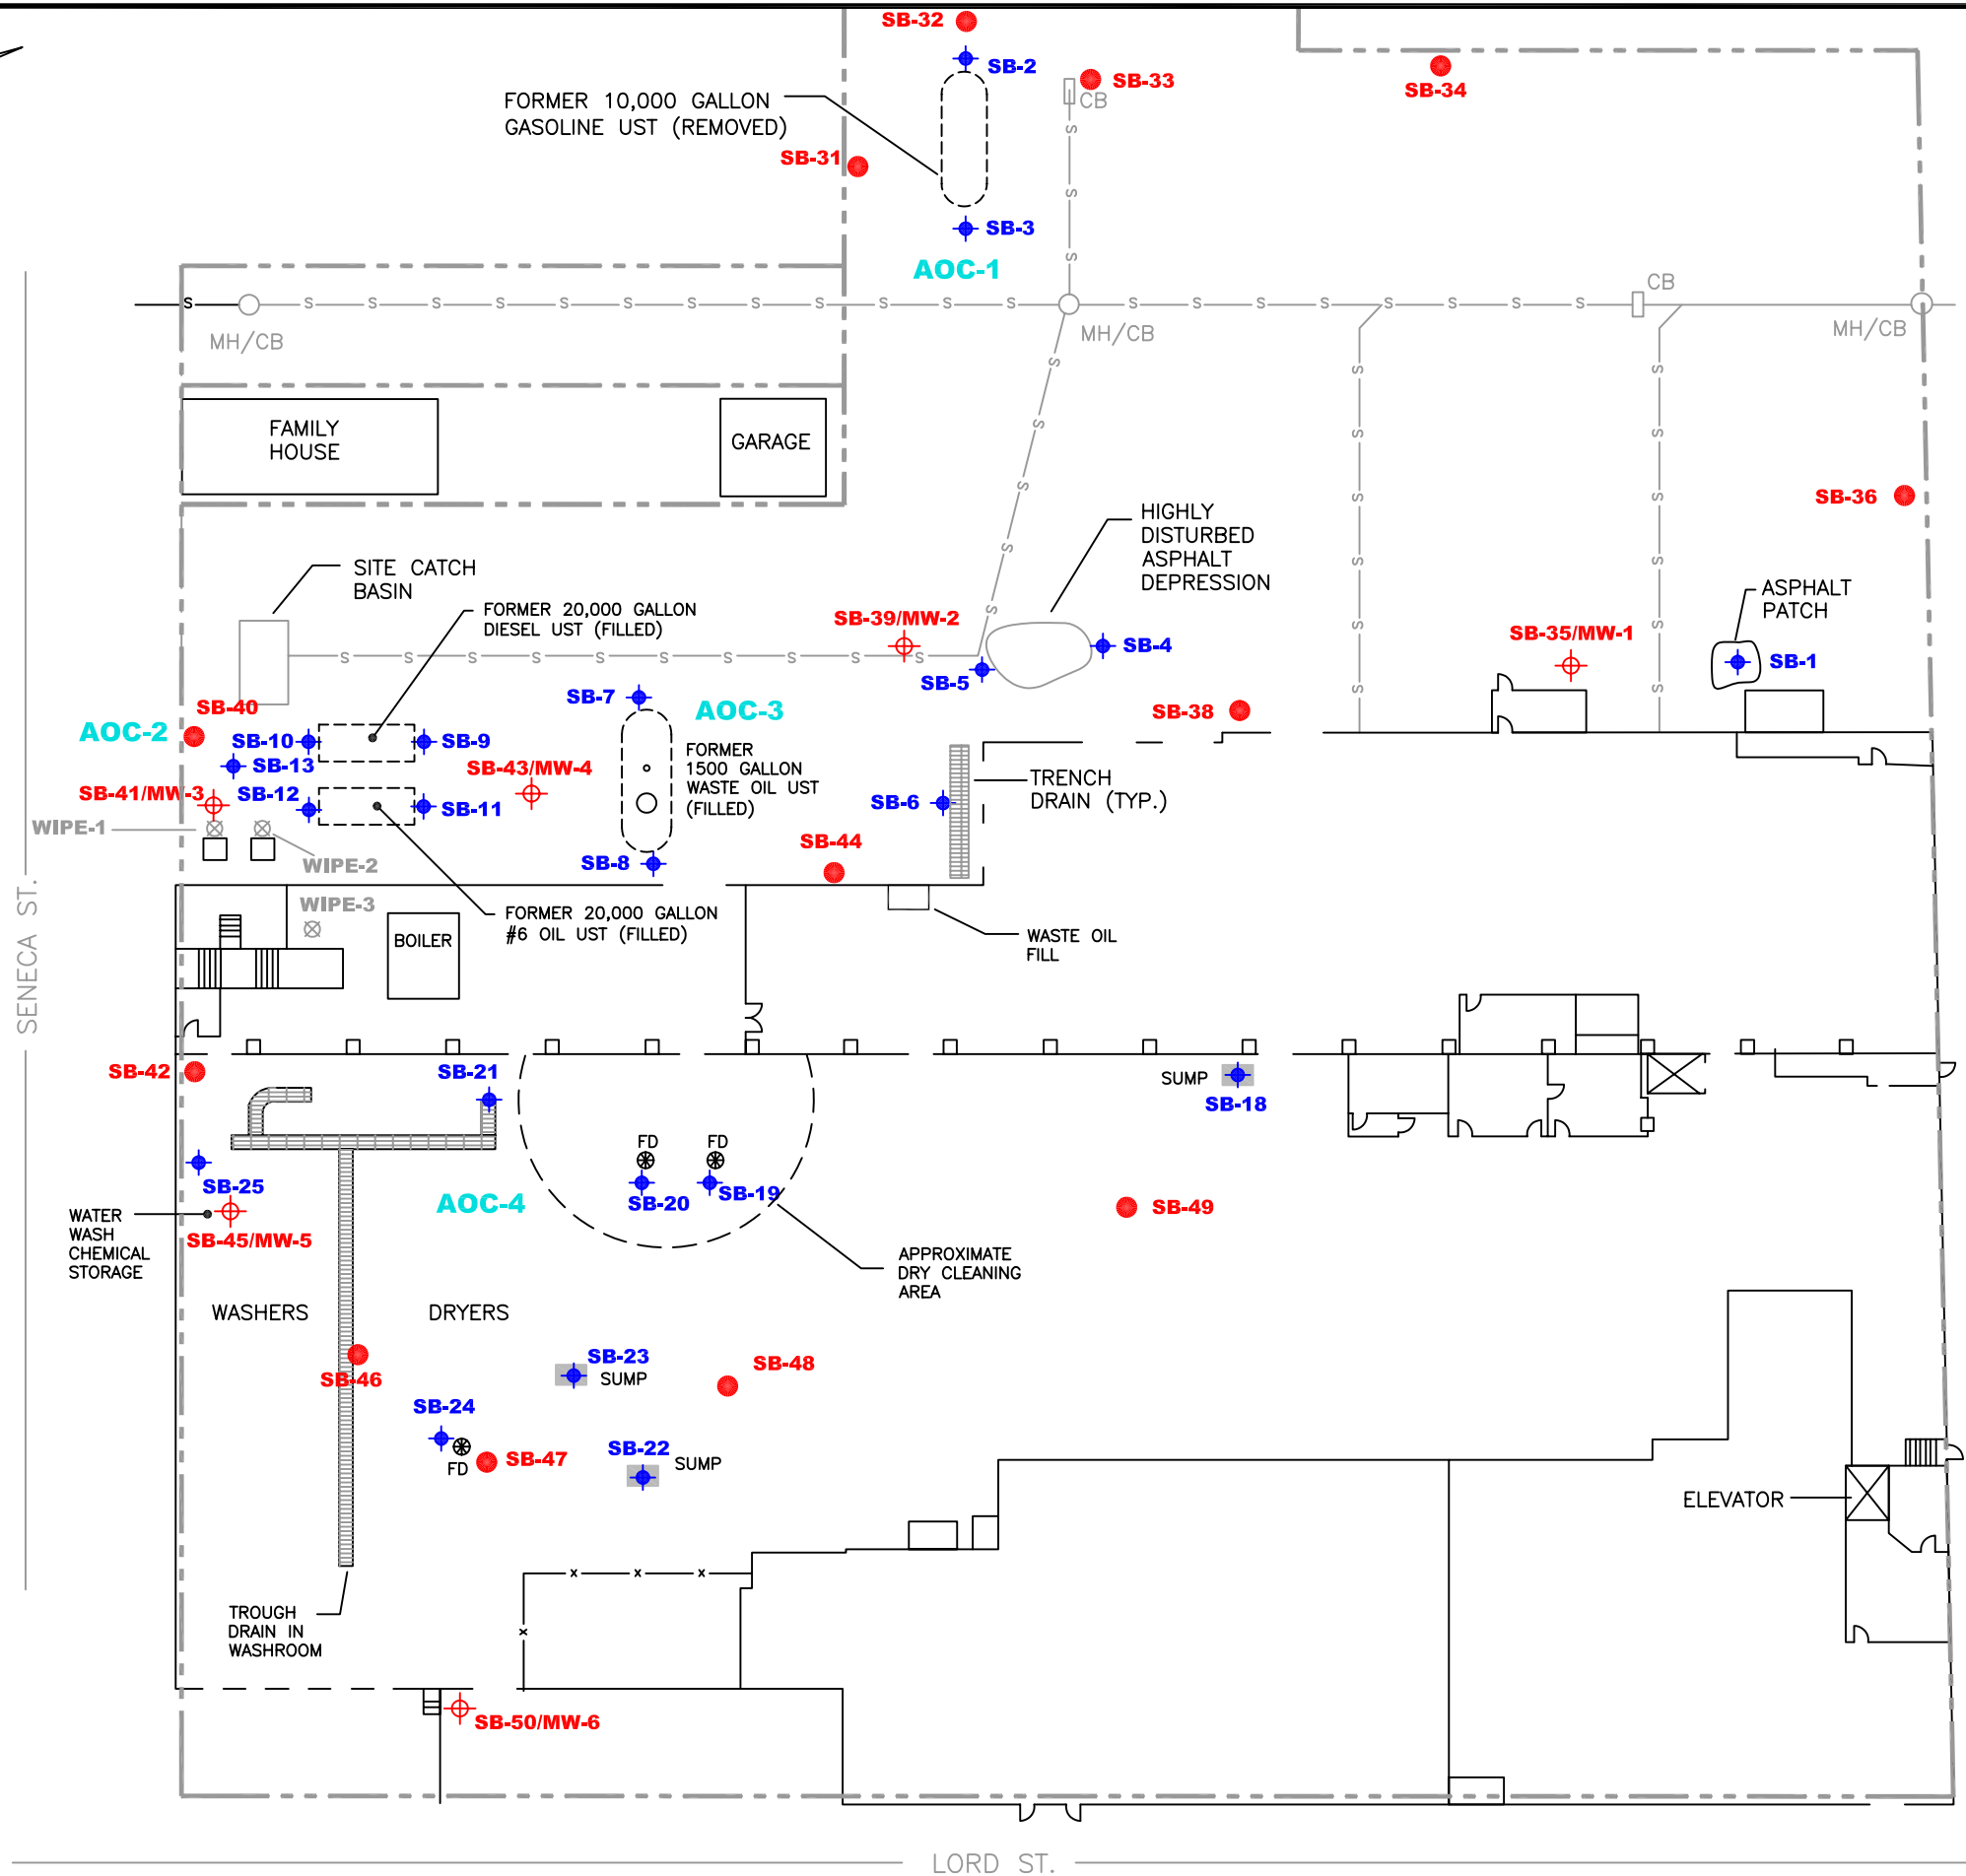 SB-32
SB-2
SB-33
CB
SB-34
FORMER 10,000 GALLON
GASOLINE UST (REMOVED)
SB-31
SB-3
AOC-1
S
S
S
CB
S S S S S S S S S S S S S S S S S S S S S
MH/CB
MH/CB
MH/CB
S
S
S
S
S
FAMILY
HOUSE
GARAGE
S
S
S
S
S
S
S
S
S
S
S
S
SB-36
HIGHLY
DISTURBED
ASPHALT
DEPRESSION
SITE CATCH
BASIN
FORMER 20,000 GALLON
DIESEL UST (FILLED)
ASPHALT
PATCH
SB-39/MW-2
SB-4
SB-35/MW-1
SB-1
S S S S S S S S S S
SB-5
SB-7
AOC-3
SB-38
SB-40
AOC-2
SB-10
SB-9
SB-13
SB-43/MW-4
FORMER
1500 GALLON
WASTE OIL UST
(FILLED)
TRENCH
DRAIN (TYP.)
SB-41/MW-3
SB-12
SB-11
SB-6
WIPE-1
WIPE-2
SB-8
SB-44
WIPE-3
FORMER 20,000 GALLON
#6 OIL UST (FILLED)
BOILER
WASTE OIL
FILL
SENECA ST.
SB-42
SB-21
SUMP
SB-18
FD
FD
SB-25
SB-20
SB-19
AOC-4
SB-49
WATER
WASH
CHEMICAL
STORAGE
SB-45/MW-5
APPROXIMATE
DRY CLEANING
AREA
WASHERS
DRYERS
SB-46
SB-23
SUMP
SB-48
SB-24
FD
SB-47
SB-22
SUMP
ELEVATOR
x x x
x
TROUGH
DRAIN IN
WASHROOM
SB-50/MW-6
LORD ST.